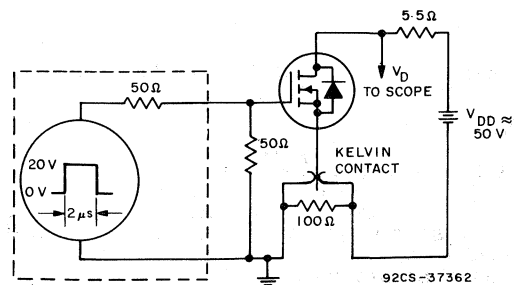 5.5Ω
50Ω
V_D
TO SCOPE
V_DD ≈
50 V
50Ω
KELVIN
CONTACT
20V
0V
2μs
100Ω
92CS-37362